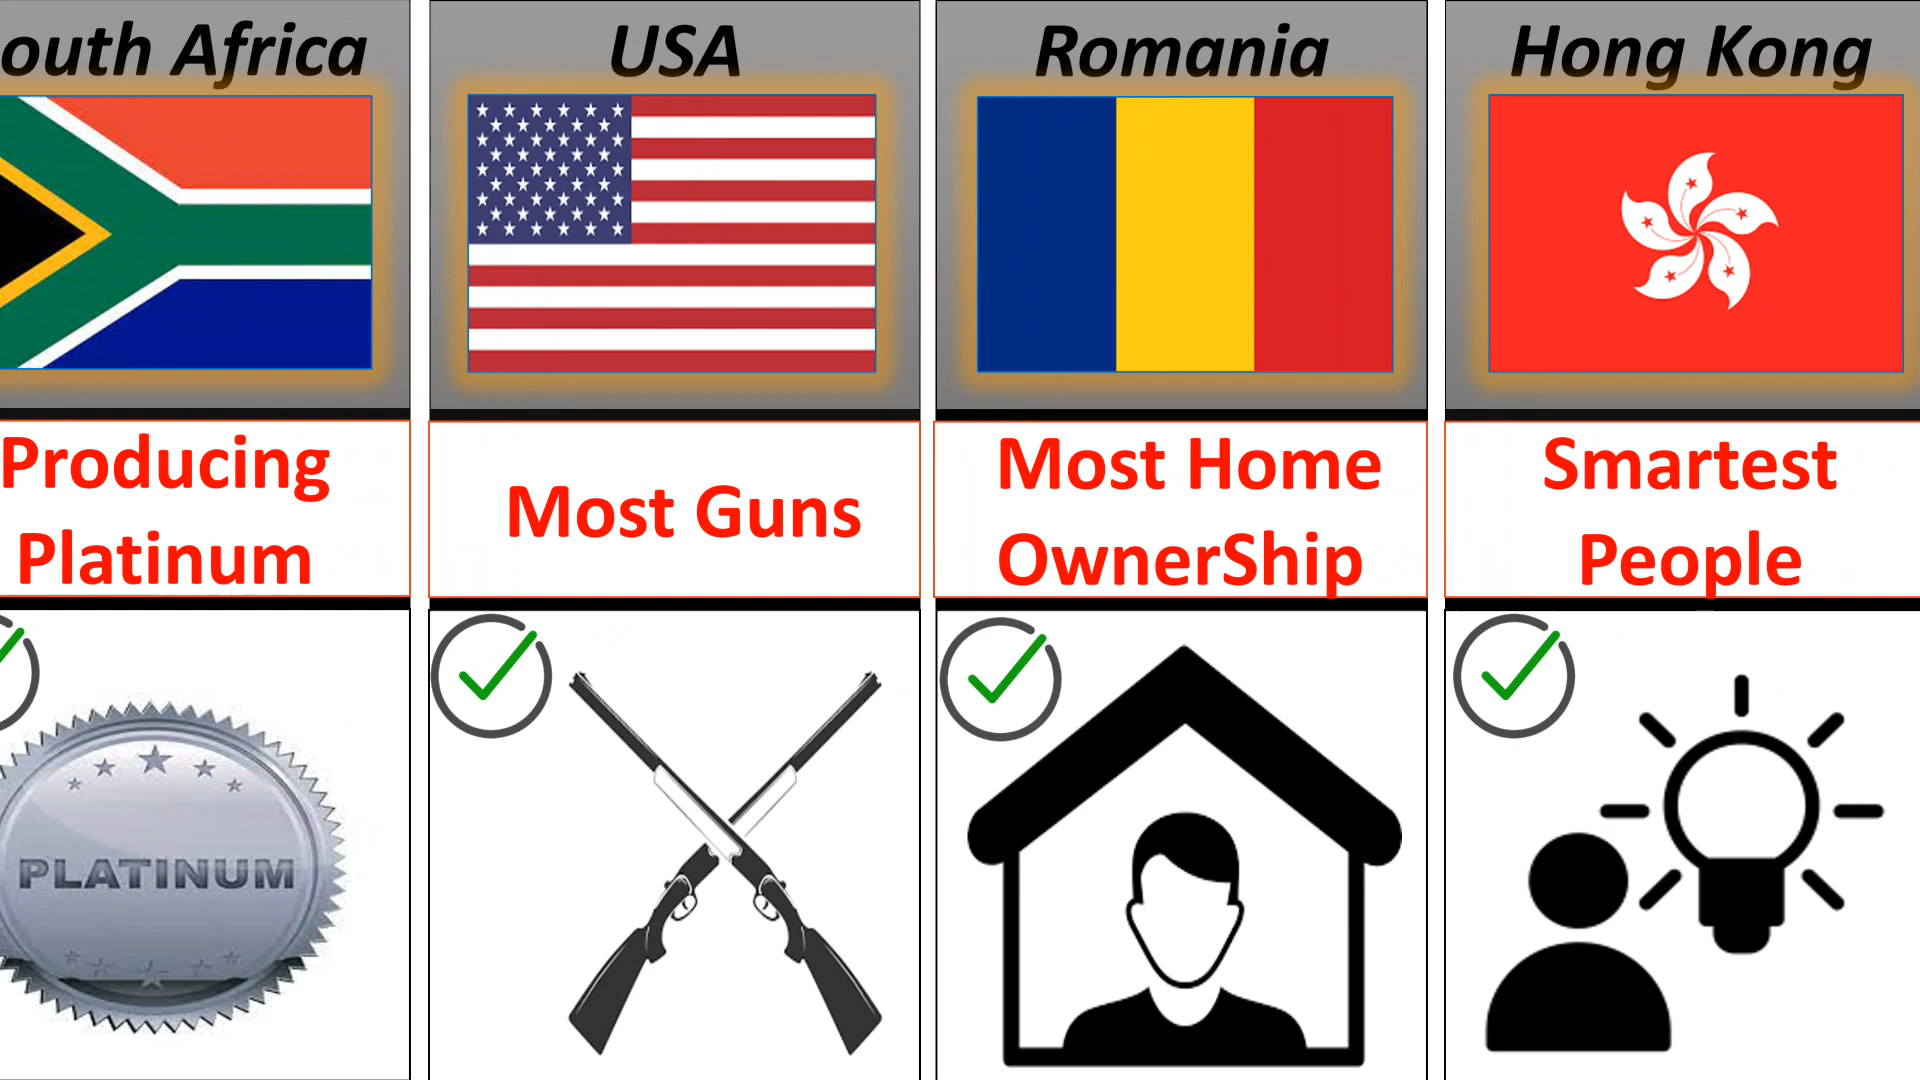 outh Africa
USA
Romania
Hong Kong
Producing
Platinum
Most Guns
Most Home
OwnerShip
Smartest
People
PLATINUM